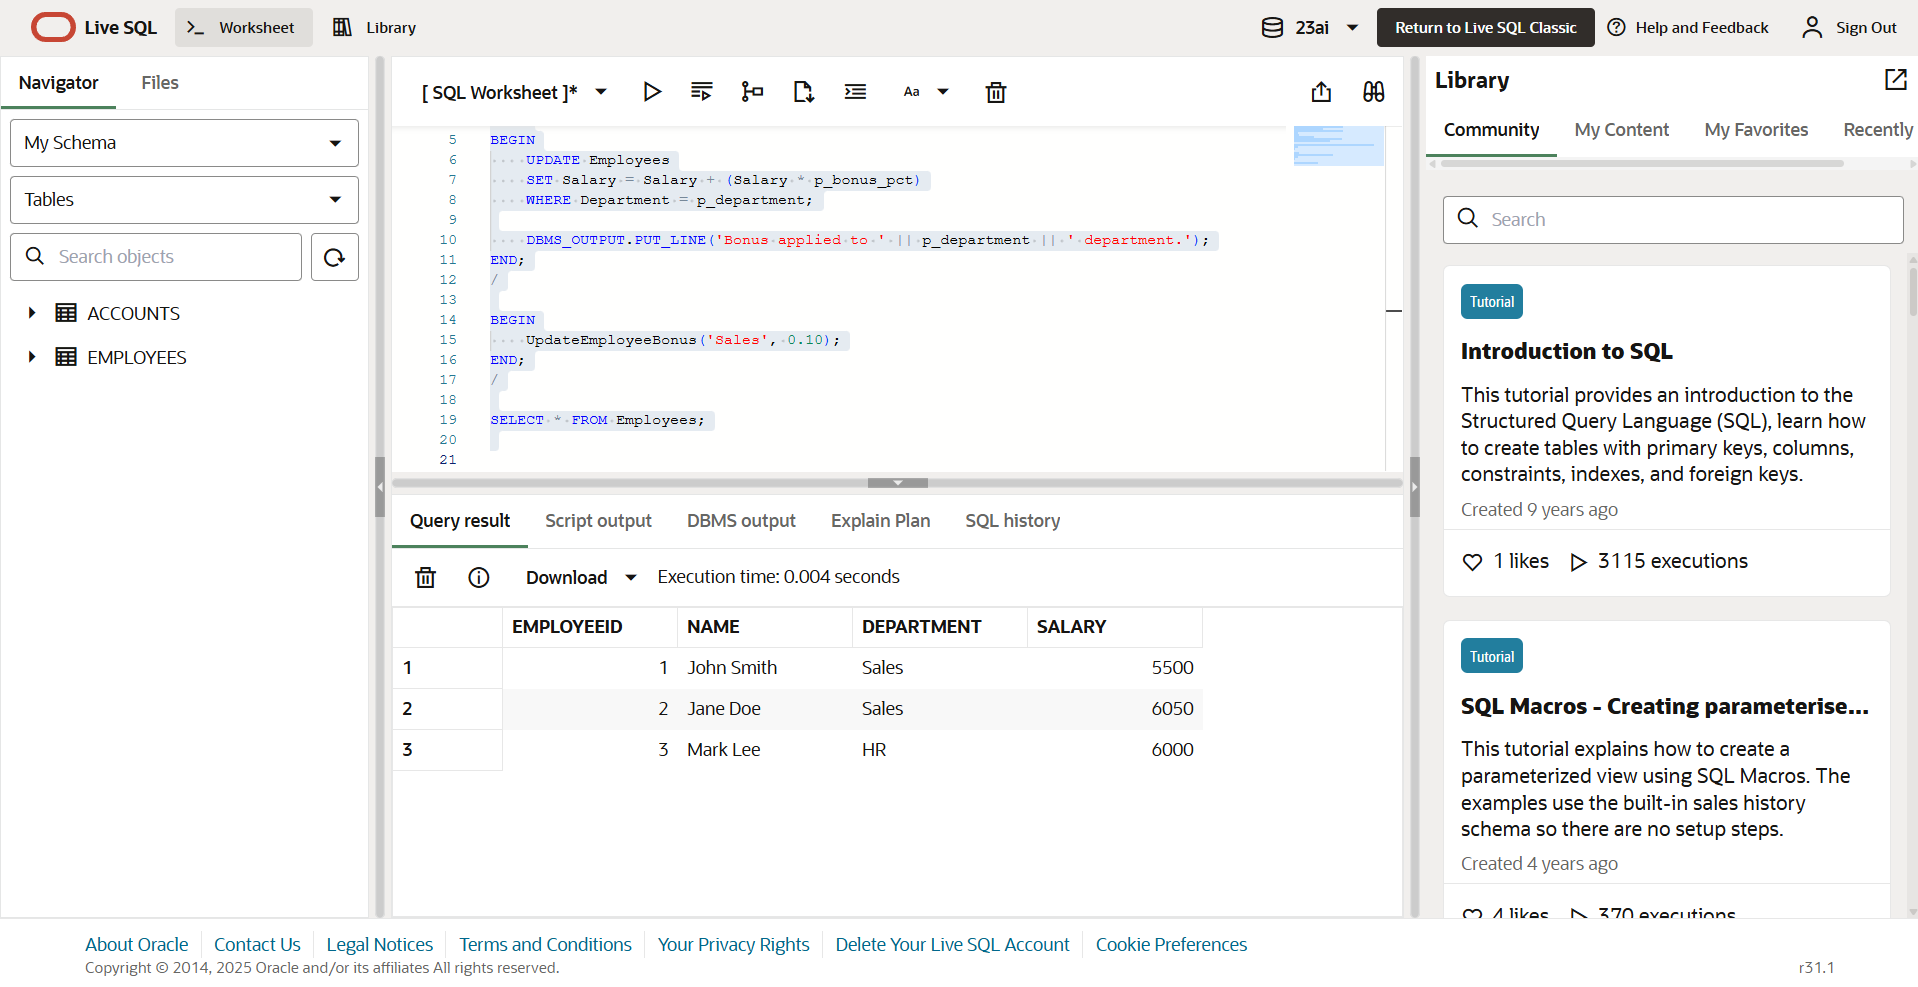 Live SQL
Worksheet
Library
23ai
Return to Live SQL Classic
Help and Feedback
Sign Out
Navigator
Files
My Schema
Tables
Search objects
ACCOUNTS
EMPLOYEES
[ SQL Worksheet ]*
Aa
5 BEGIN
6 UPDATE Employees
7 SET Salary = Salary + (Salary * p_bonus_pct)
8 WHERE Department = p_department;
9
10 DBMS_OUTPUT.PUT_LINE('Bonus applied to ' || p_department || ' department.');
11 END;
12 /
13
14 BEGIN
15 UpdateEmployeeBonus('Sales', 0.10);
16 END;
17 /
18
19 SELECT * FROM Employees;
20
21
Query result
Script output
DBMS output
Explain Plan
SQL history
Download
Execution time: 0.004 seconds
EMPLOYEEID NAME DEPARTMENT SALARY
1 1 John Smith Sales 5500
2 2 Jane Doe Sales 6050
3 3 Mark Lee HR 6000
Library
Community
My Content
My Favorites
Recently
Search
Tutorial
Introduction to SQL
This tutorial provides an introduction to the
Structured Query Language (SQL), learn how
to create tables with primary keys, columns,
constraints, indexes, and foreign keys.
Created 9 years ago
1 likes
3115 executions
Tutorial
SQL Macros - Creating parameterise...
This tutorial explains how to create a
parameterized view using SQL Macros. The
examples use the built-in sales history
schema so there are no setup steps.
Created 4 years ago
4 likes
370 executions
About Oracle
Contact Us
Legal Notices
Terms and Conditions
Your Privacy Rights
Delete Your Live SQL Account
Cookie Preferences
Copyright © 2014, 2025 Oracle and/or its affiliates All rights reserved.
r31.1